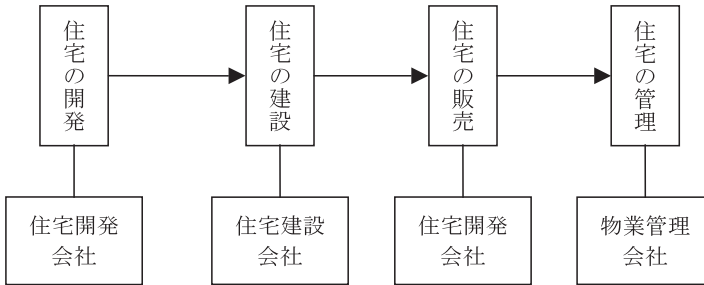 住宅の開発
住宅の建設
住宅の販売
住宅の管理
住宅開発
会社
住宅建設
会社
住宅開発
会社
物業管理
会社